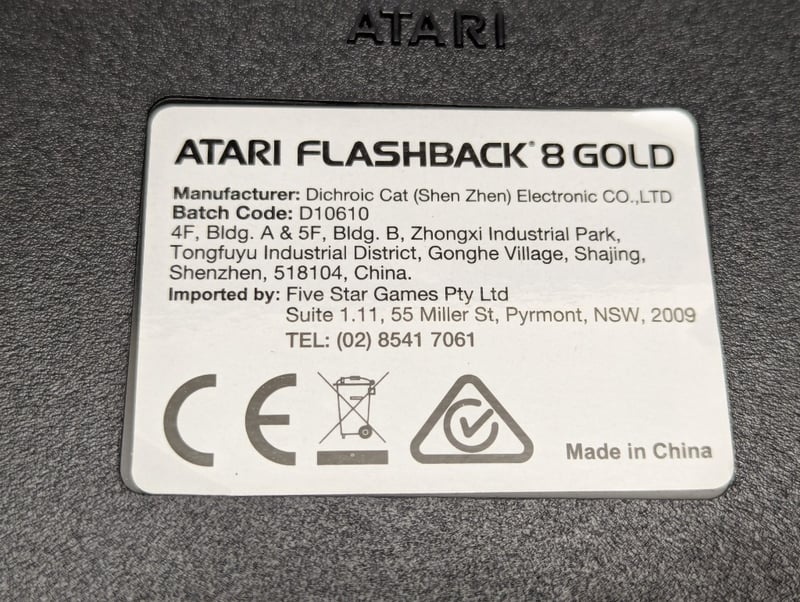 ATARI
ATARI FLASHBACK® 8 GOLD
Manufacturer: Dichroic Cat (Shen Zhen) Electronic CO.,LTD
Batch Code: D10610
4F, Bldg. A & 5F, Bldg. B, Zhongxi Industrial Park,
Tongfuyu Industrial District, Gonghe Village, Shajing,
Shenzhen, 518104, China.
Imported by: Five Star Games Pty Ltd
Suite 1.11, 55 Miller St, Pyrmont, NSW, 2009
TEL: (02) 8541 7061
CE
Made in China